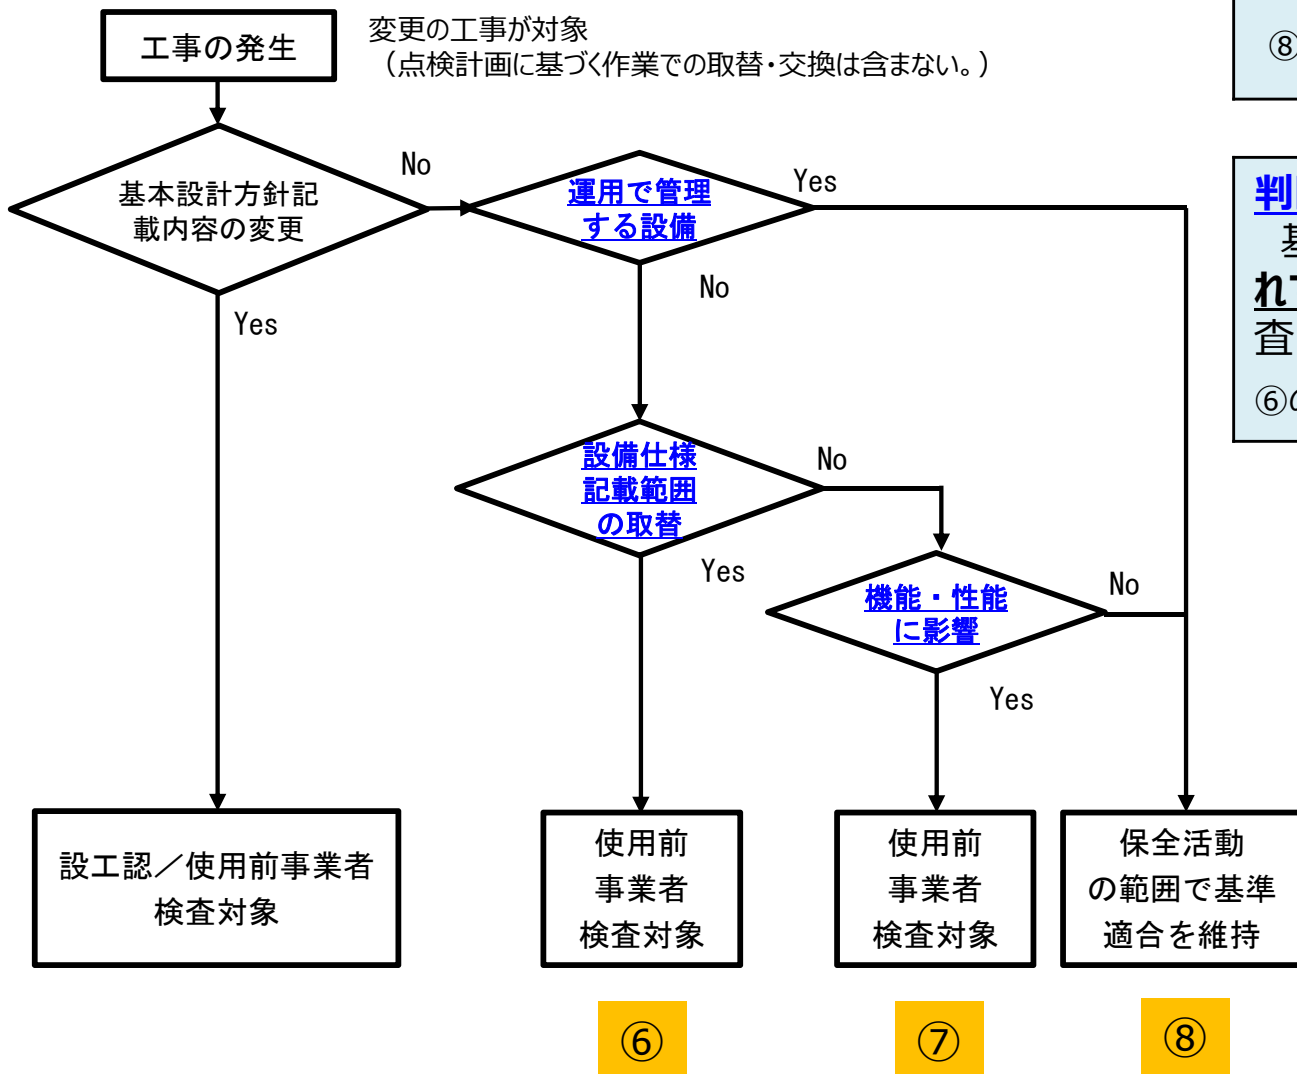 工事の発生
変更の工事が対象
（点検計画に基づく作業での取替・交換は含まない。）
⑧
基本設計方針記
載内容の変更
No
Yes
運用で管理
する設備
Yes
No
判
れ
査
⑥の
設備仕様
記載範囲
の取替
No
Yes
機能・性能
に影響
No
Yes
設工認／使用前事業者
検査対象
使用前
事業者
検査対象
使用前
事業者
検査対象
保全活動
の範囲で基準
適合を維持
⑥
⑦
⑧